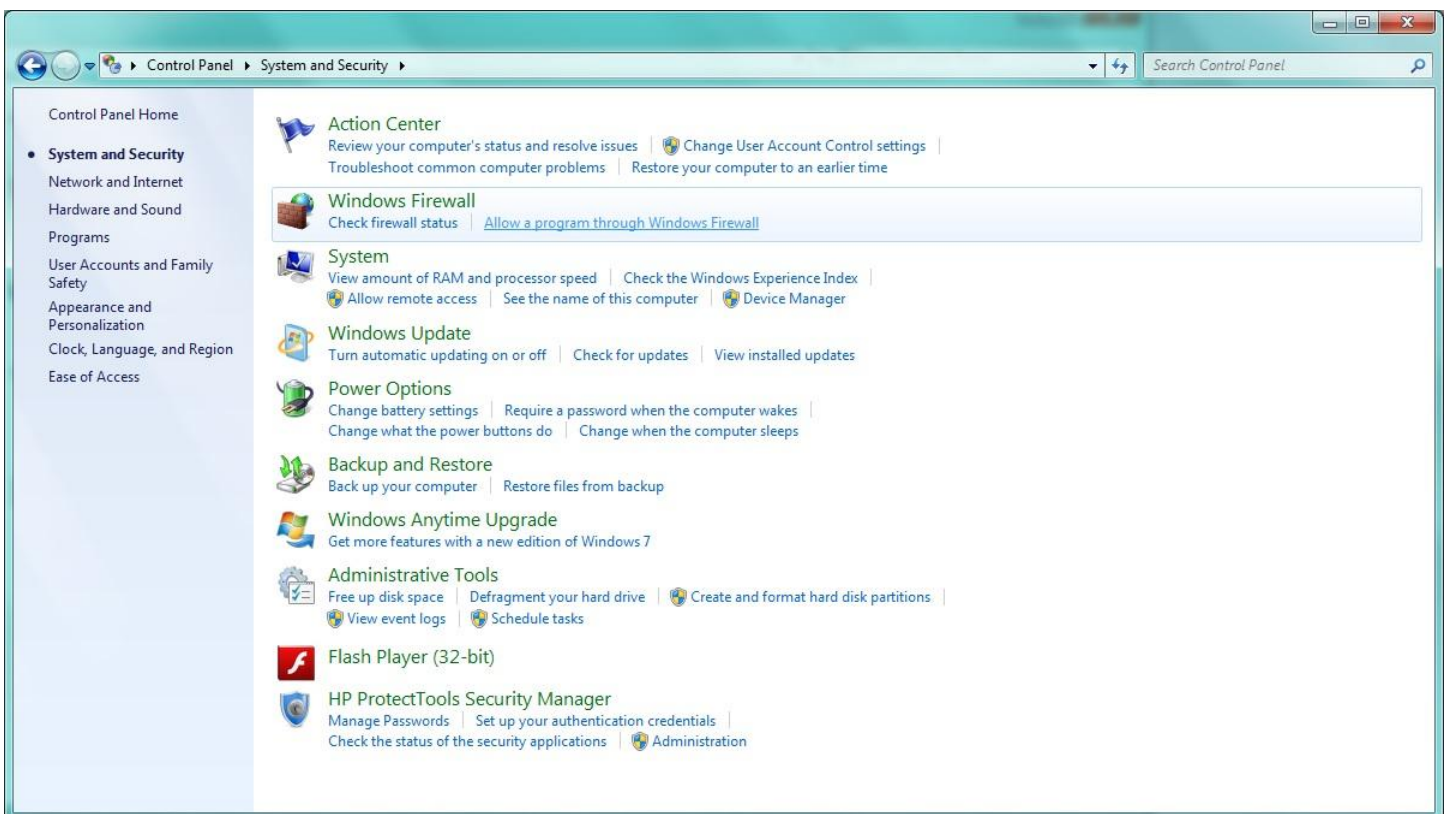 Control Panel System and Security
Search Control Panel
Control Panel Home
System and Security
Network and Internet
Hardware and Sound
Programs
User Accounts and Family
Safety
Appearance and
Personalization
Clock, Language, and Region
Ease of Access
Action Center
Review your computer's status and resolve issues Change User Account Control settings
Troubleshoot common computer problems Restore your computer to an earlier time
Windows Firewall
Check firewall status Allow a program through Windows Firewall
System
View amount of RAM and processor speed Check the Windows Experience Index
Allow remote access See the name of this computer Device Manager
Windows Update
Turn automatic updating on or off Check for updates View installed updates
Power Options
Change battery settings Require a password when the computer wakes
Change what the power buttons do Change when the computer sleeps
Backup and Restore
Back up your computer Restore files from backup
Windows Anytime Upgrade
Get more features with a new edition of Windows 7
Administrative Tools
Free up disk space Defragment your hard drive Create and format hard disk partitions
View event logs Schedule tasks
Flash Player (32-bit)
HP ProtectTools Security Manager
Manage Passwords Set up your authentication credentials
Check the status of the security applications Administration